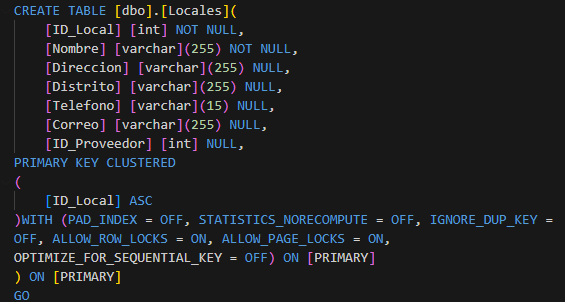 CREATE TABLE [dbo].[Locales](
[ID_Local] [int] NOT NULL,
[Nombre] [varchar](255) NOT NULL,
[Direccion] [varchar](255) NULL,
[Distrito] [varchar](255) NULL,
[Telefono] [varchar](15) NULL,
[Correo] [varchar](255) NULL,
[ID_Proveedor] [int] NULL,
PRIMARY KEY CLUSTERED
(
[ID_Local] ASC
)WITH (PAD_INDEX = OFF, STATISTICS_NORECOMPUTE = OFF, IGNORE_DUP_KEY =
OFF, ALLOW_ROW_LOCKS = ON, ALLOW_PAGE_LOCKS = ON,
OPTIMIZE_FOR_SEQUENTIAL_KEY = OFF) ON [PRIMARY]
) ON [PRIMARY]
GO